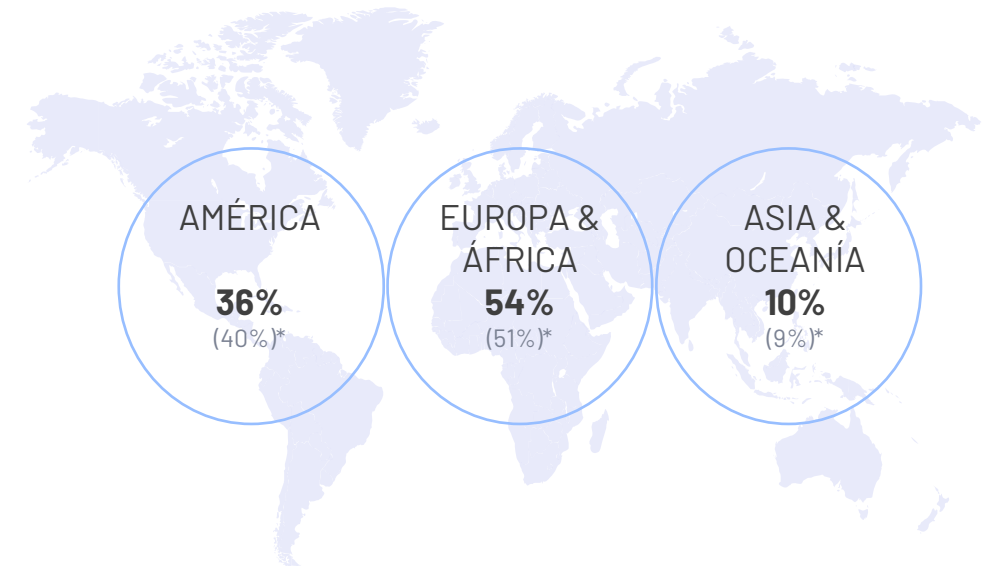 AMÉRICA
36%
(40%)*
EUROPA &
ÁFRICA
54%
(51%)*
ASIA &
OCEANÍA
10%
(9%)*